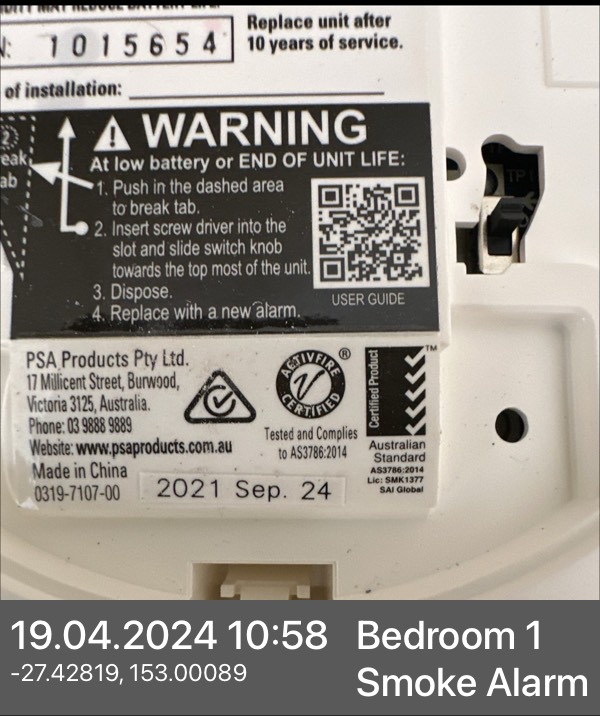 Replace unit after
N: 1015654
10 years of service.
of installation:
WARNING
At low battery or END OF UNIT LIFE:
eak
ab
1. Push in the dashed area
to break tab.
2. Insert screw driver into the
slot and slide switch knob
towards the top most of the unit.
3. Dispose.
4. Replace with a new alarm.
USER GUIDE
PSA Products Pty Ltd.
17 Millicent Street, Burwood,
Victoria 3125, Australia.
Phone: 03 9888 9889
Website: www.psaproducts.com.au
Made in China
0319-7107-00
2021 Sep. 24
ACTIVFIRE ®
CERTIFIED
Tested and Complies
to AS3786:2014
Certified Product
TM
Australian
Standard
AS3786:2014
Lic: SMK1377
SAI Global
TP
19.04.2024 10:58
-27.42819, 153.00089
Bedroom 1
Smoke Alarm